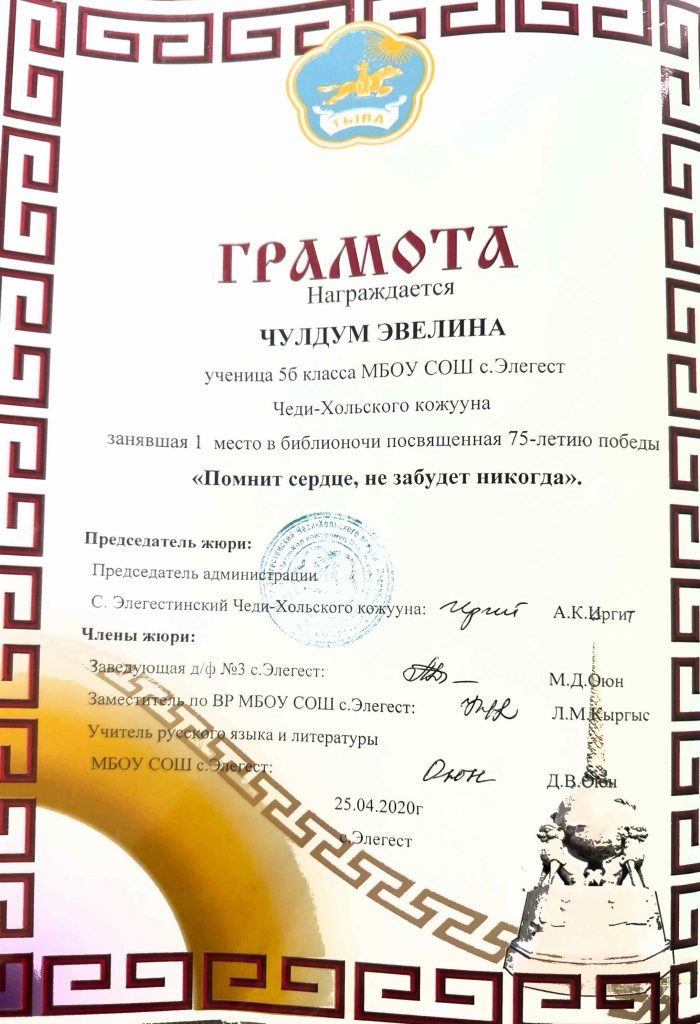 ТЫВА
ГРАМОТА
Награждается
ЧУЛДУМ ЭВЕЛИНА
ученица 5б класса МБОУ СОШ с.Элегест
Чеди-Хольского кожууна
занявшая 1 место в библионочи посвященная 75-летию победы
«Помнит сердце, не забудет никогда».
Председатель жюри:
Председатель администрации
С. Элегестинский Чеди-Хольского кожууна: Иргит А.К.Иргит
Члены жюри:
Заведующая д/ф №3 с.Элегест: М.Д.Оюн
Заместитель по ВР МБОУ СОШ с.Элегест: Л.М.Кыргыс
Учитель русского языка и литературы
МБОУ СОШ с.Элегест: Оюн Д.В.Оюн
25.04.2020г
с.Элегест